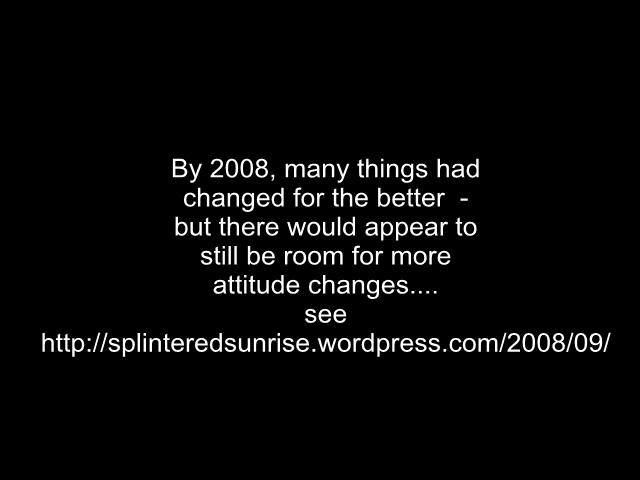 By 2008, many things had
changed for the better  -
but there would appear to
still be room for more
attitude changes....
see
http://splinteredsunrise.wordpress.com/2008/09/